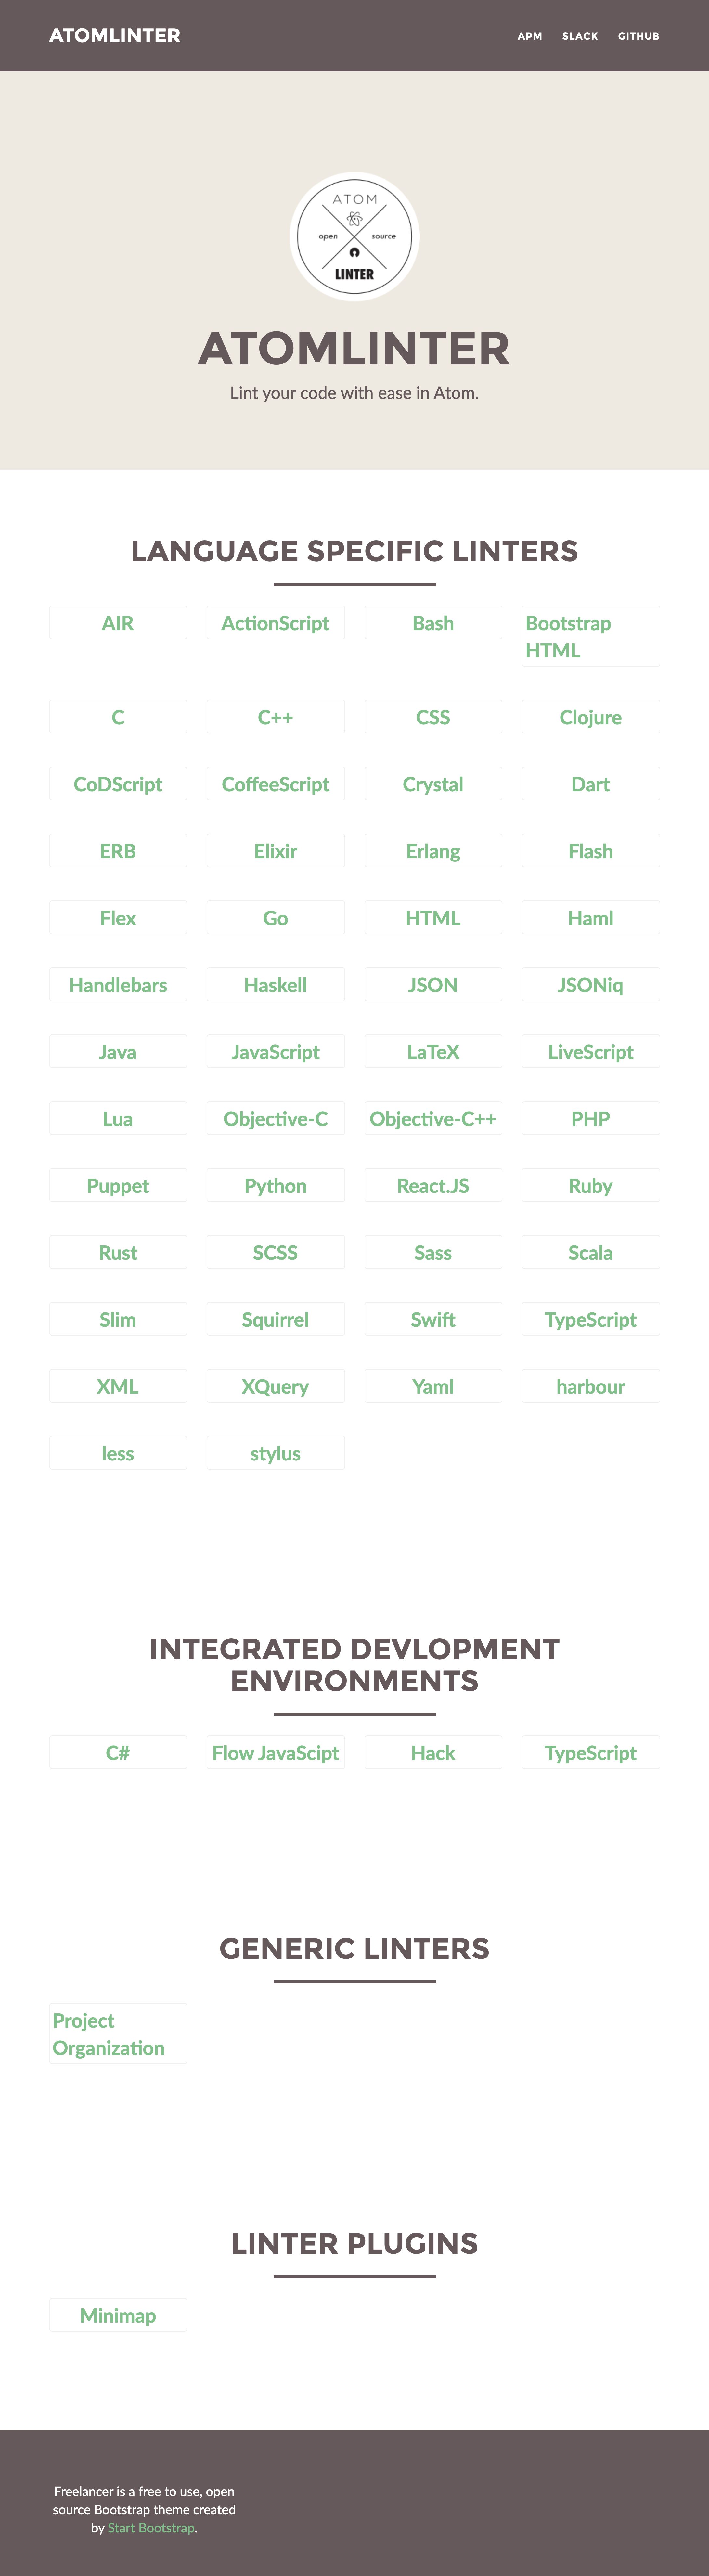 ATOMLINTER
APM SLACK GITHUB
ATOM
open source
LINTER
ATOMLINTER
Lint your code with ease in Atom.
LANGUAGE SPECIFIC LINTERS
AIR
ActionScript
Bash
Bootstrap
HTML
C
C++
CSS
Clojure
CoDScript
CoffeeScript
Crystal
Dart
ERB
Elixir
Erlang
Flash
Flex
Go
HTML
Haml
Handlebars
Haskell
JSON
JSONiq
Java
JavaScript
LaTeX
LiveScript
Lua
Objective-C
Objective-C++
PHP
Puppet
Python
React.JS
Ruby
Rust
SCSS
Sass
Scala
Slim
Squirrel
Swift
TypeScript
XML
XQuery
Yaml
harbour
less
stylus
INTEGRATED DEVLOPMENT
ENVIRONMENTS
C#
Flow JavaScipt
Hack
TypeScript
GENERIC LINTERS
Project
Organization
LINTER PLUGINS
Minimap
Freelancer is a free to use, open
source Bootstrap theme created
by Start Bootstrap.